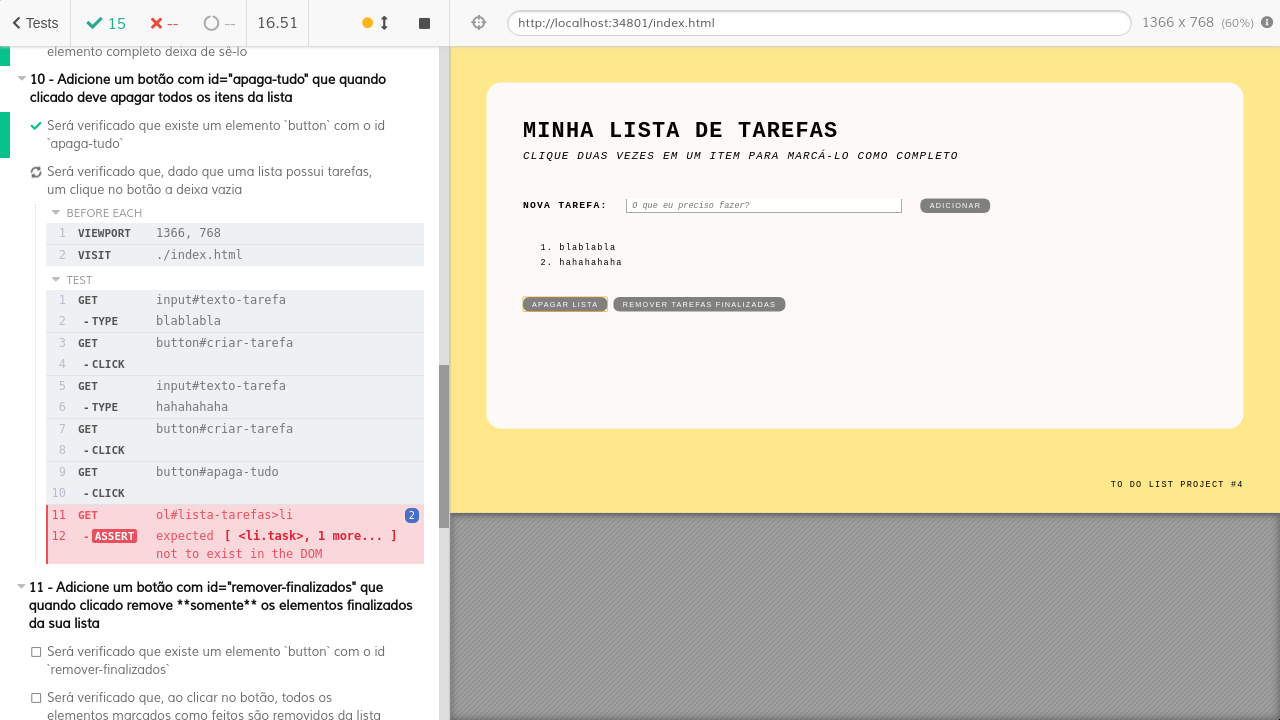 Tests 15 -- -- 16.51
http://localhost:34801/index.html 1366 x 768 (60%)
elemento completo deixa de sê-lo
10 - Adicione um botão com id="apaga-tudo" que quando
clicado deve apagar todos os itens da lista
Será verificado que existe um elemento `button` com o id
`apaga-tudo`
Será verificado que, dado que uma lista possui tarefas,
um clique no botão a deixa vazia
BEFORE EACH
1 VIEWPORT 1366, 768
2 VISIT ./index.html
TEST
1 GET input#texto-tarefa
2 -TYPE blablabla
3 GET button#criar-tarefa
4 -CLICK
5 GET input#texto-tarefa
6 -TYPE hahahahaha
7 GET button#criar-tarefa
8 -CLICK
9 GET button#apaga-tudo
10 -CLICK
11 GET ol#lista-tarefas>li 2
12 -ASSERT expected [ <li.task>, 1 more... ]
not to exist in the DOM
11 - Adicione um botão com id="remover-finalizados" que
quando clicado remove **somente** os elementos finalizados
da sua lista
Será verificado que existe um elemento `button` com o id
`remover-finalizados`
Será verificado que, ao clicar no botão, todos os
elementos marcados como feitos são removidos da lista
MINHA LISTA DE TAREFAS
CLIQUE DUAS VEZES EM UM ITEM PARA MARCÁ-LO COMO COMPLETO
NOVA TAREFA: O que eu preciso fazer? ADICIONAR
1. blablabla
2. hahahahaha
APAGAR LISTA REMOVER TAREFAS FINALIZADAS
TO DO LIST PROJECT #4